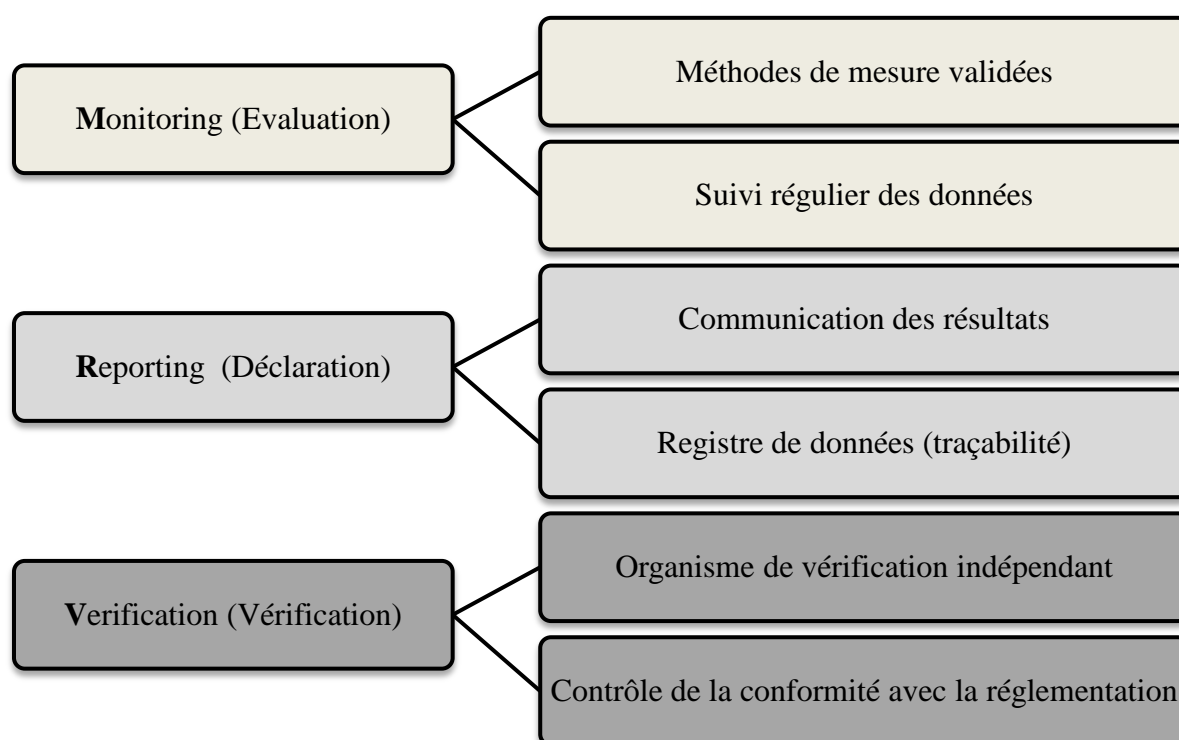 Monitoring (Evaluation)
Méthodes de mesure validées
Suivi régulier des données
Reporting (Déclaration)
Communication des résultats
Registre de données (traçabilité)
Verification (Vérification)
Organisme de vérification indépendant
Contrôle de la conformité avec la réglementation